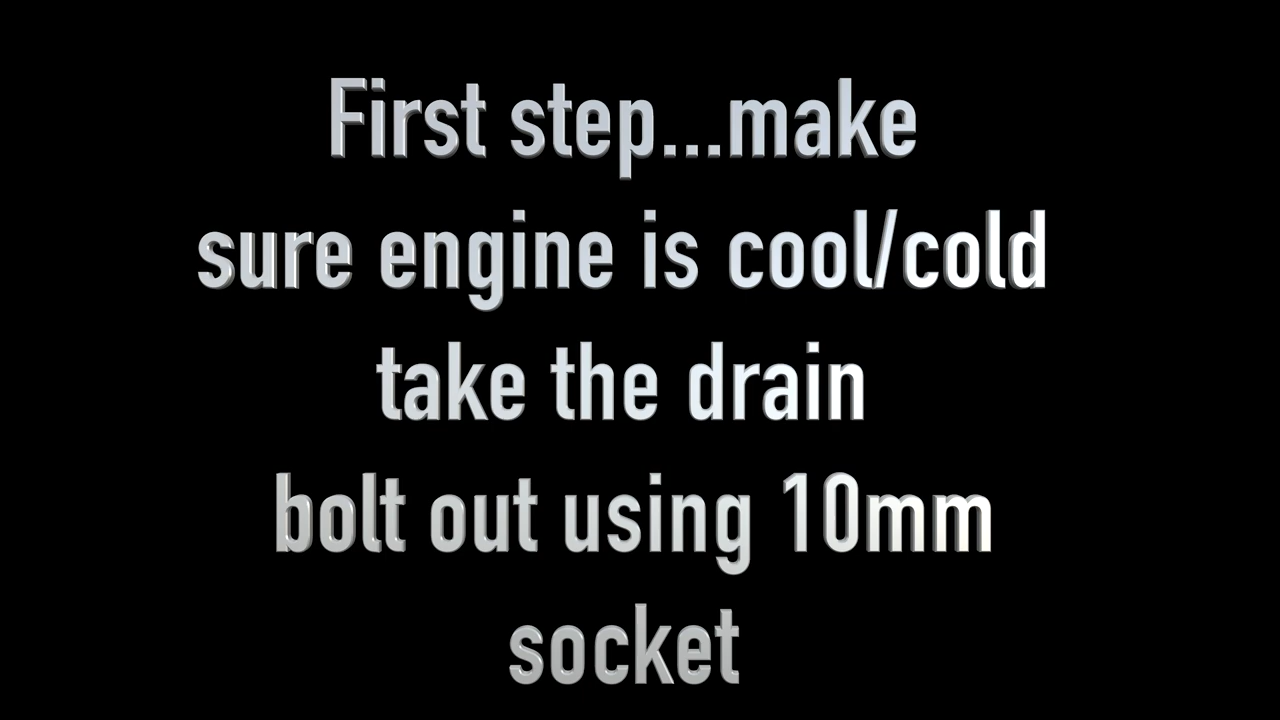 First step...make
sure engine is cool/cold
take the drain
bolt out using 10mm
socket